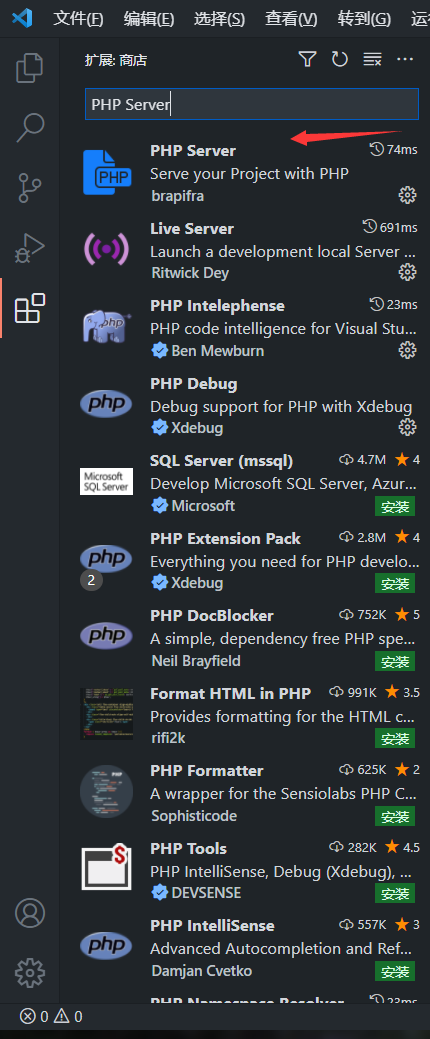 文件(F) 编辑(E) 选择(S) 查看(V) 转到(G) 运
扩展: 商店
PHP Server
PHP Server 74ms
Serve your Project with PHP
brapifra
Live Server 691ms
Launch a development local Server ...
Ritwick Dey
PHP Intelephense 23ms
PHP code intelligence for Visual Stu...
Ben Mewburn
PHP Debug
Debug support for PHP with Xdebug
Xdebug
Microsoft
SQL Server
SQL Server (mssql) 4.7M 4
Develop Microsoft SQL Server, Azur...
Microsoft 安装
PHP Extension Pack 2.8M 4
Everything you need for PHP develo...
2 Xdebug 安装
PHP DocBlocker 752K 5
A simple, dependency free PHP spe...
Neil Brayfield 安装
Format HTML in PHP 991K 3.5
Provides formatting for the HTML c...
rifi2k 安装
PHP Formatter 625K 2
A wrapper for the Sensiolabs PHP C...
Sophisticode 安装
PHP Tools 282K 4.5
PHP IntelliSense, Debug (Xdebug), ...
DEVSENSE 安装
PHP IntelliSense 557K 3
Advanced Autocompletion and Ref...
Damjan Cvetko 安装
PHP Namespace Resolver 23ms
0 0